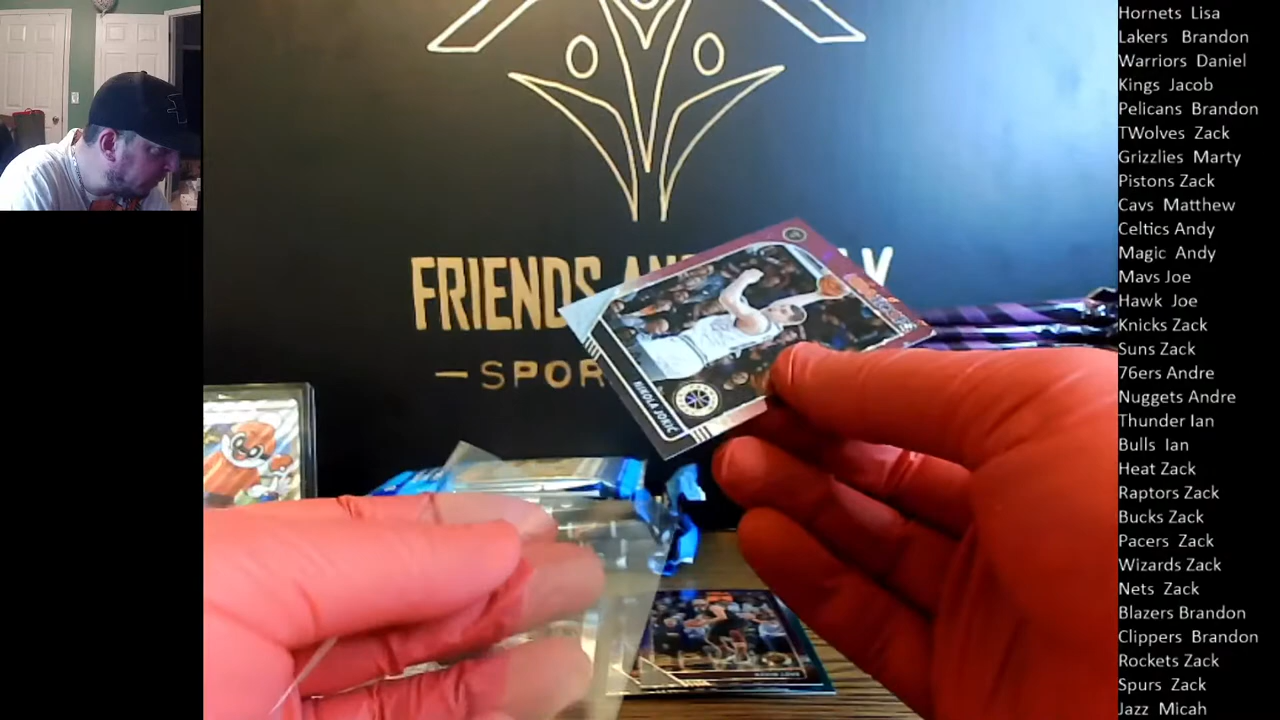 Hornets Lisa
Lakers Brandon
Warriors Daniel
Kings Jacob
Pelicans Brandon
TWolves Zack
Grizzlies Marty
Pistons Zack
Cavs Matthew
Celtics Andy
Magic Andy
Mavs Joe
Hawk Joe
Knicks Zack
Suns Zack
76ers Andre
Nuggets Andre
Thunder Ian
Bulls Ian
Heat Zack
Raptors Zack
Bucks Zack
Pacers Zack
Wizards Zack
Nets Zack
Blazers Brandon
Clippers Brandon
Rockets Zack
Spurs Zack
Jazz Micah
FRIENDS
NIKOLA JOKIĆ
KEVIN LOVE